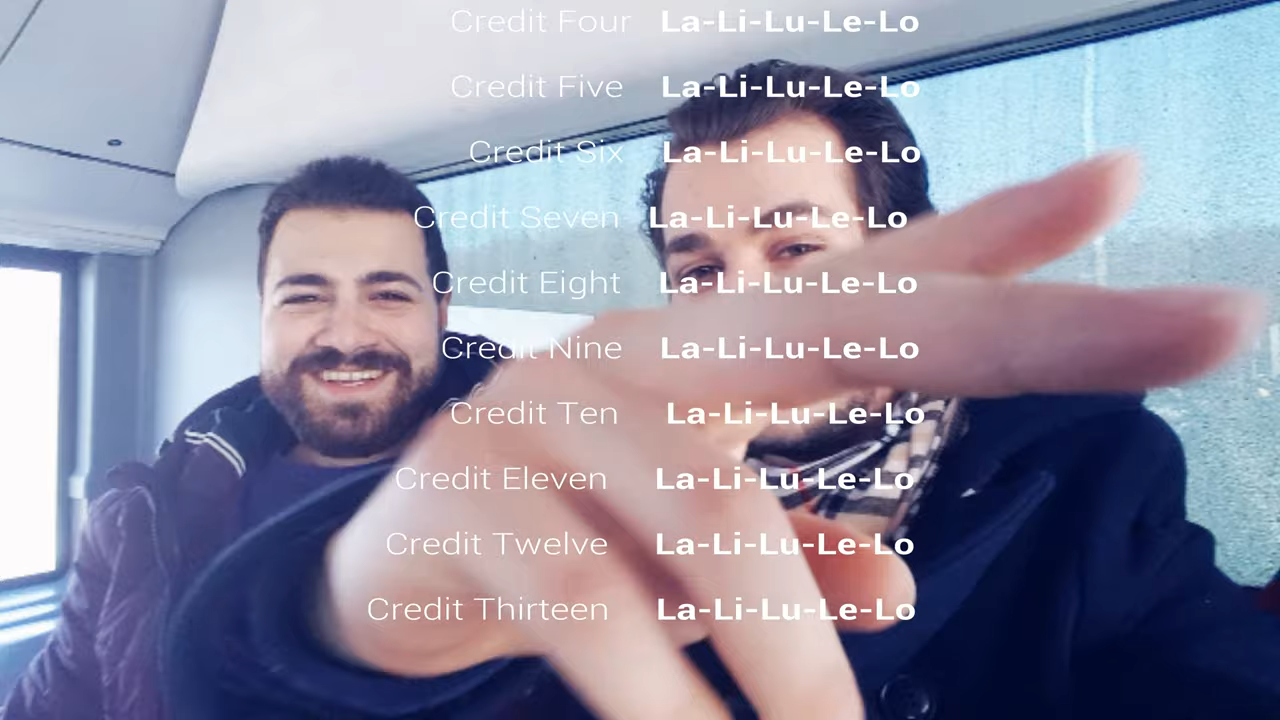 Credit Four La-Li-Lu-Le-Lo
Credit Five La-Li-Lu-Le-Lo
Credit Six La-Li-Lu-Le-Lo
Credit Seven La-Li-Lu-Le-Lo
Credit Eight La-Li-Lu-Le-Lo
Credit Nine La-Li-Lu-Le-Lo
Credit Ten La-Li-Lu-Le-Lo
Credit Eleven La-Li-Lu-Le-Lo
Credit Twelve La-Li-Lu-Le-Lo
Credit Thirteen La-Li-Lu-Le-Lo